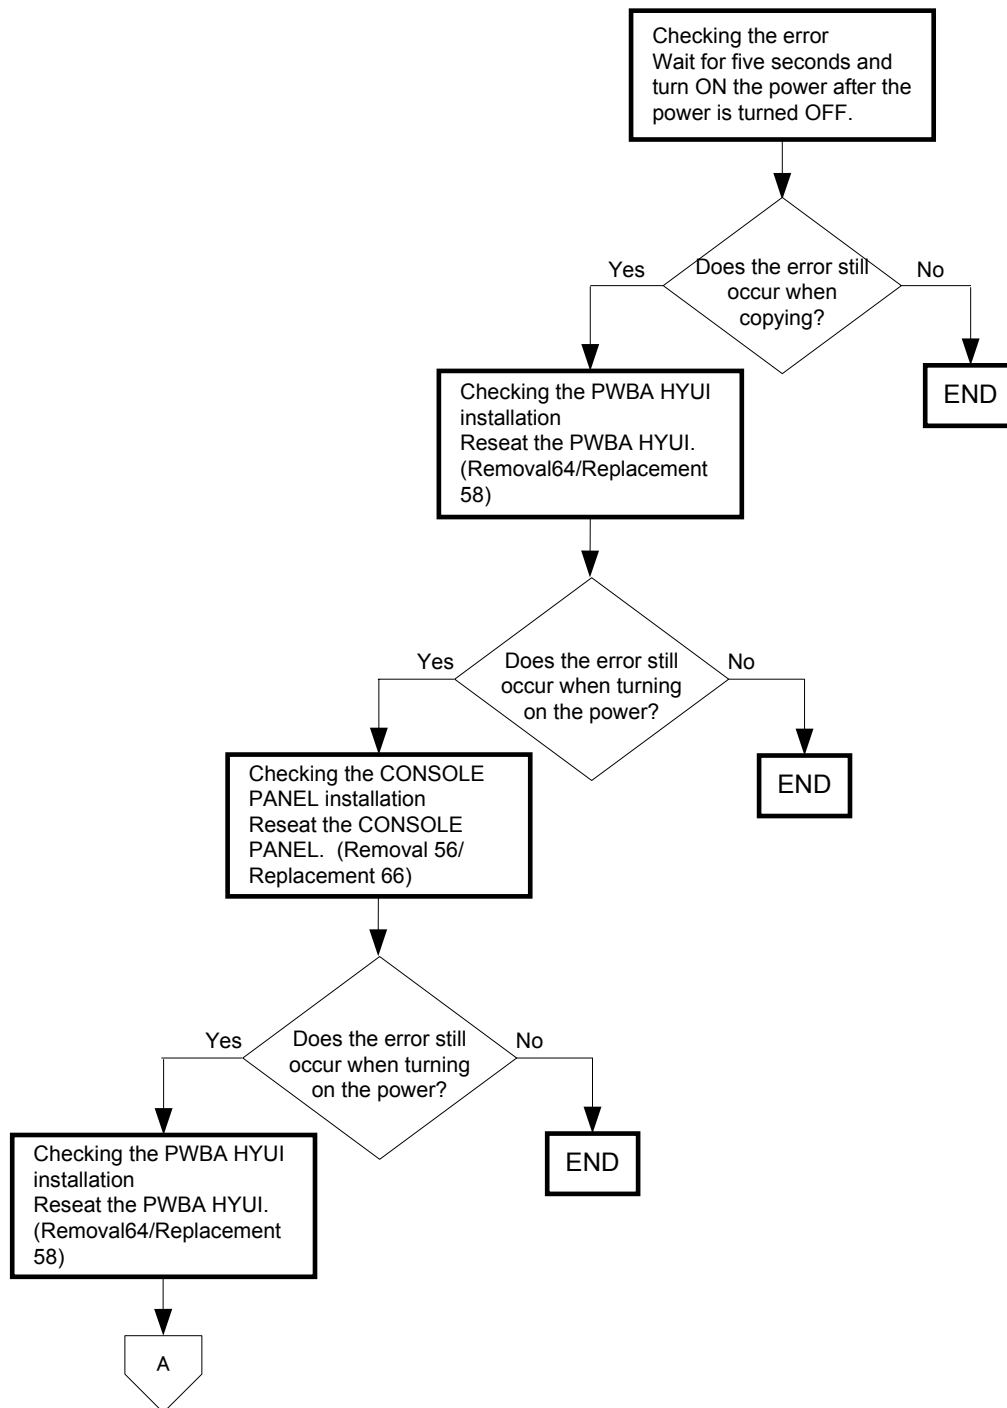 Checking the error
Wait for five seconds and
turn ON the power after the
power is turned OFF.
Yes
Does the error still
occur when
copying?
No
END
Checking the PWBA HYUI
installation
Reseat the PWBA HYUI.
(Removal64/Replacement
58)
Yes
Does the error still
occur when turning
on the power?
No
END
Checking the CONSOLE
PANEL installation
Reseat the CONSOLE
PANEL. (Removal 56/
Replacement 66)
Yes
Does the error still
occur when turning
on the power?
No
END
Checking the PWBA HYUI
installation
Reseat the PWBA HYUI.
(Removal64/Replacement
58)
A